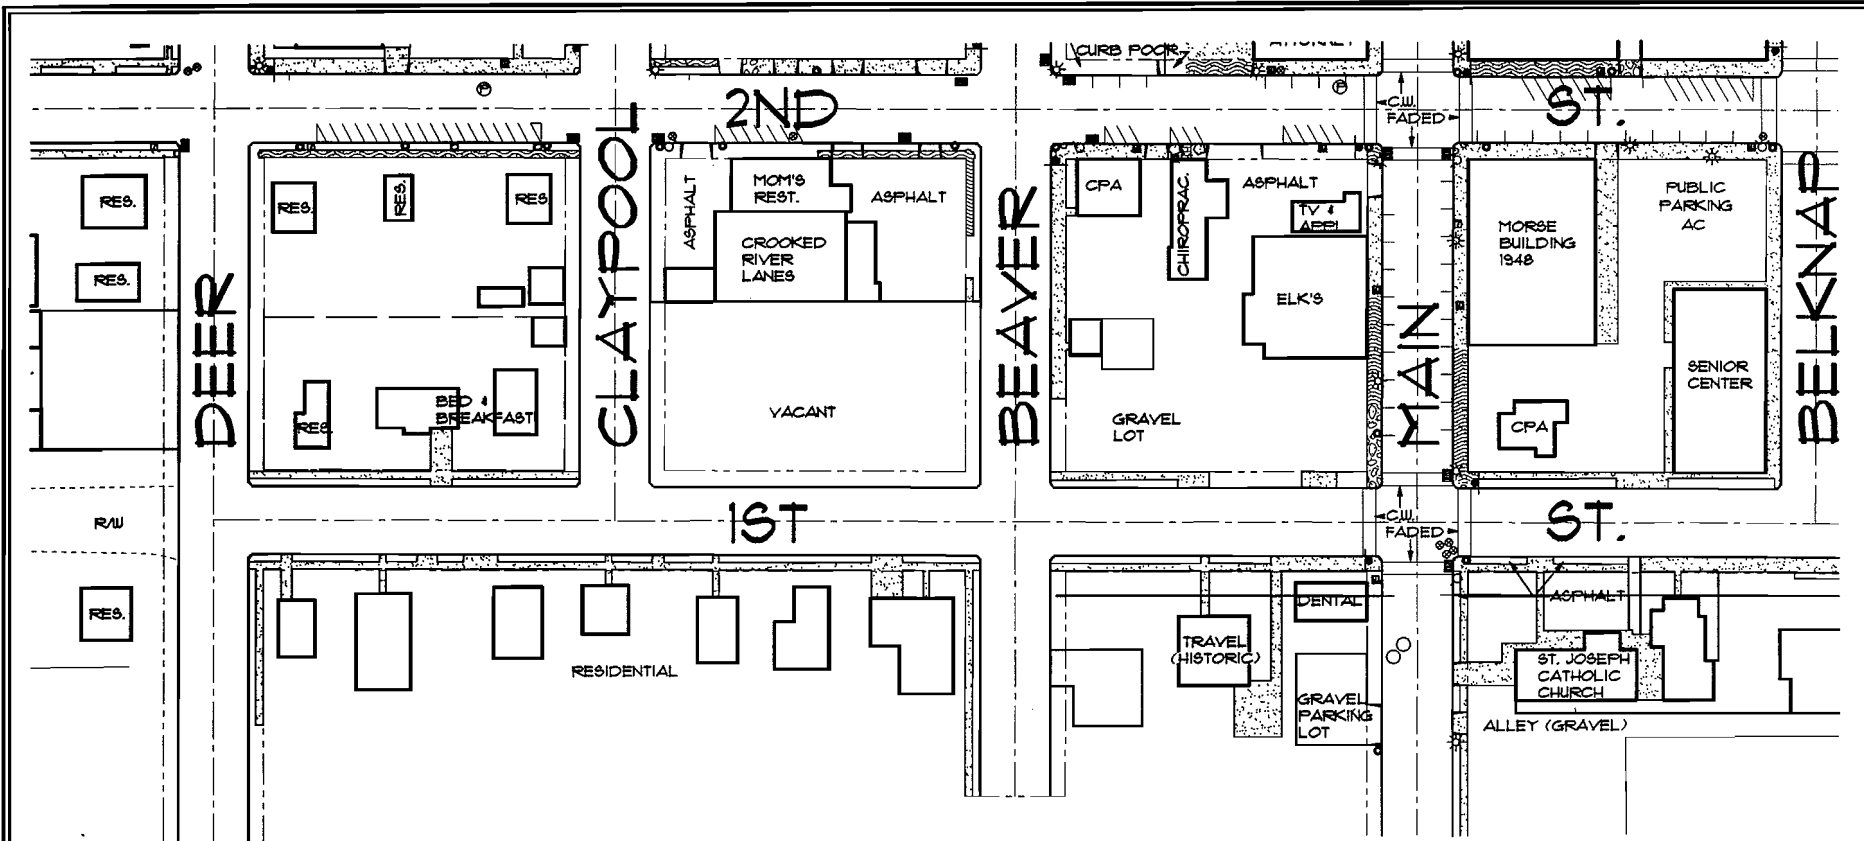 CURB POOR
2ND
ST.
C.W.
FADED
RES.
RES.
RES.
RES.
RES.
ASPHALT
MOM'S
REST.
ASPHALT
CROOKED
RIVER
LANES
CPA
CHIROPRAC.
ASPHALT
TV &
APPL
ELK'S
MORSE
BUILDING
1948
PUBLIC
PARKING
AC
SENIOR
CENTER
DEER
CLAYPOOL
BEAVER
MAIN
BELKNAP
RES.
BED &
BREAKFAST
VACANT
GRAVEL
LOT
CPA
R/W
1ST
ST.
C.W.
FADED
RES.
RESIDENTIAL
TRAVEL
(HISTORIC)
DENTAL
GRAVEL
PARKING
LOT
ASPHALT
ST. JOSEPH
CATHOLIC
CHURCH
ALLEY (GRAVEL)